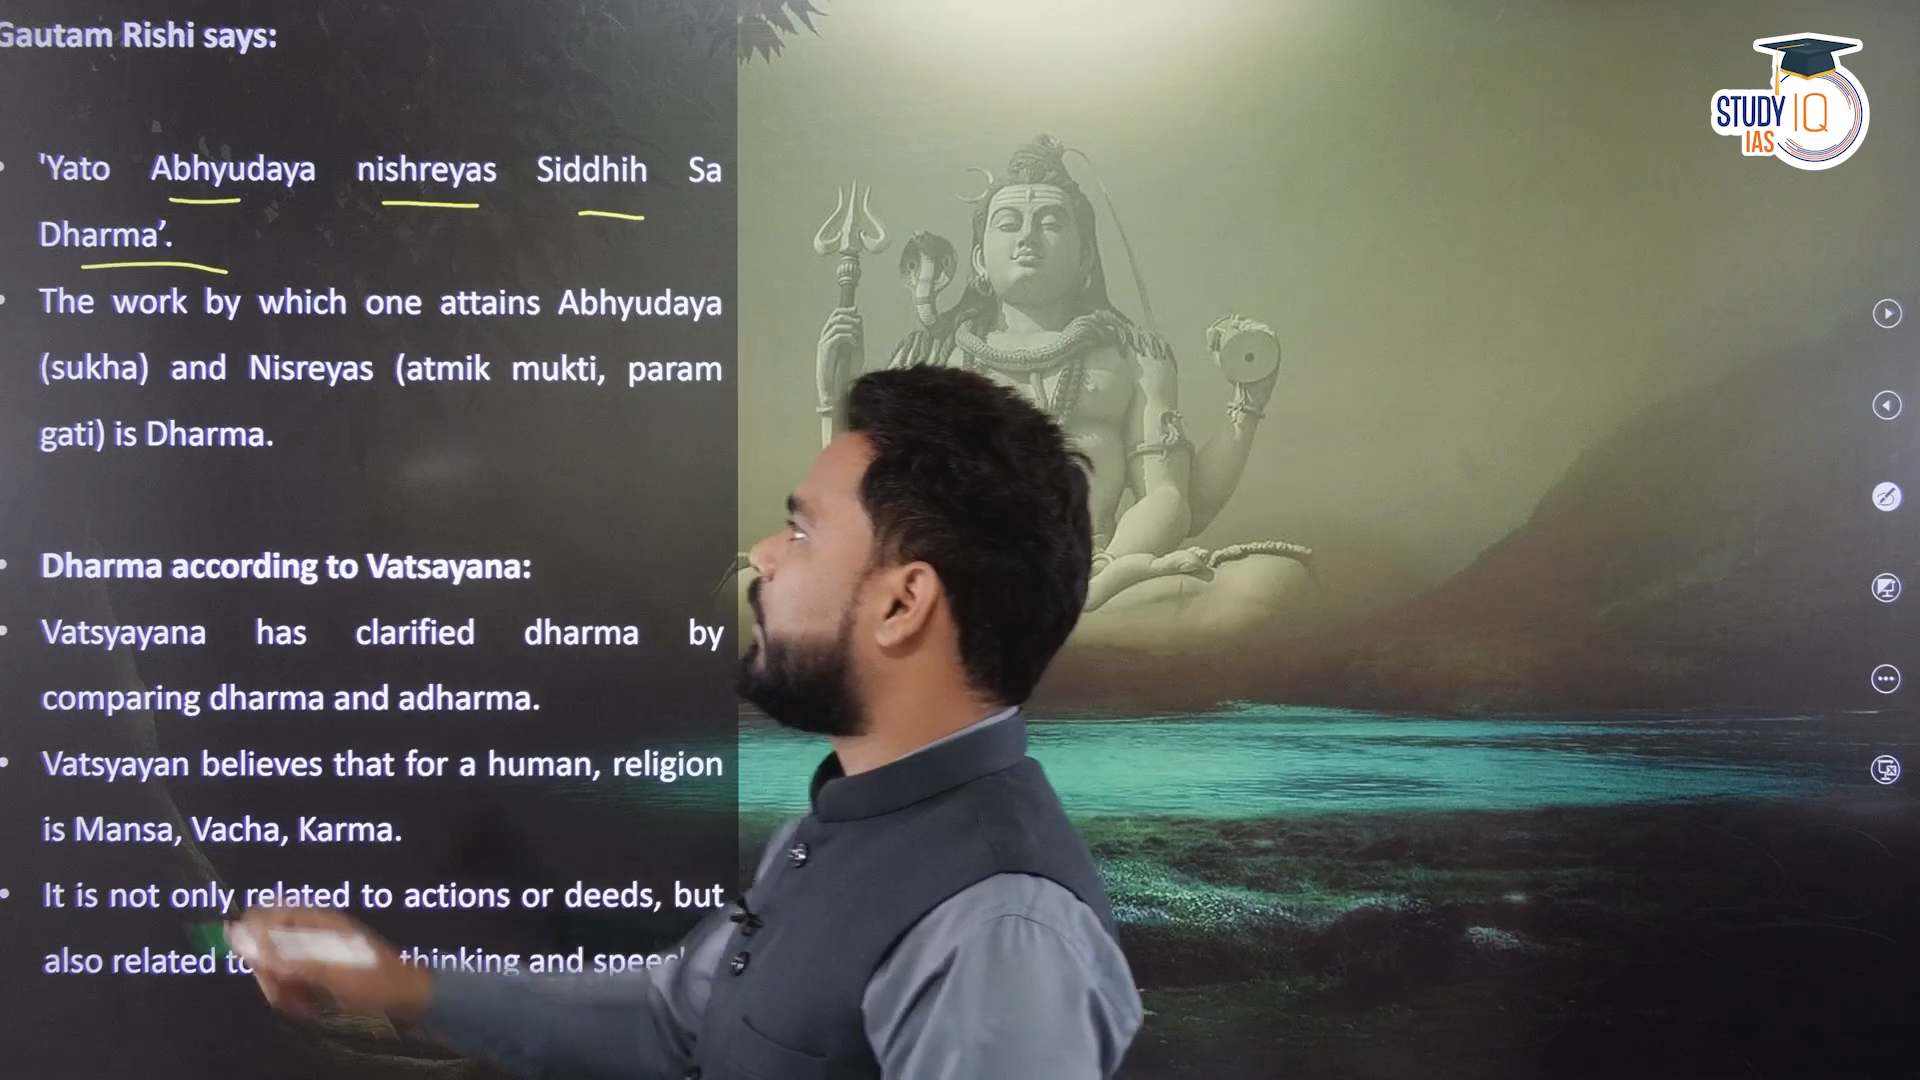 Gautam Rishi says:
'Yato Abhyudaya nishreyas Siddhih Sa
Dharma’.
The work by which one attains Abhyudaya
(sukha) and Nisreyas (atmik mukti, param
gati) is Dharma.
Dharma according to Vatsayana:
Vatsyayana has clarified dharma by
comparing dharma and adharma.
Vatsyayan believes that for a human, religion
is Mansa, Vacha, Karma.
It is not only related to actions or deeds, but
also related to thinking and
STUDY IQ
IAS